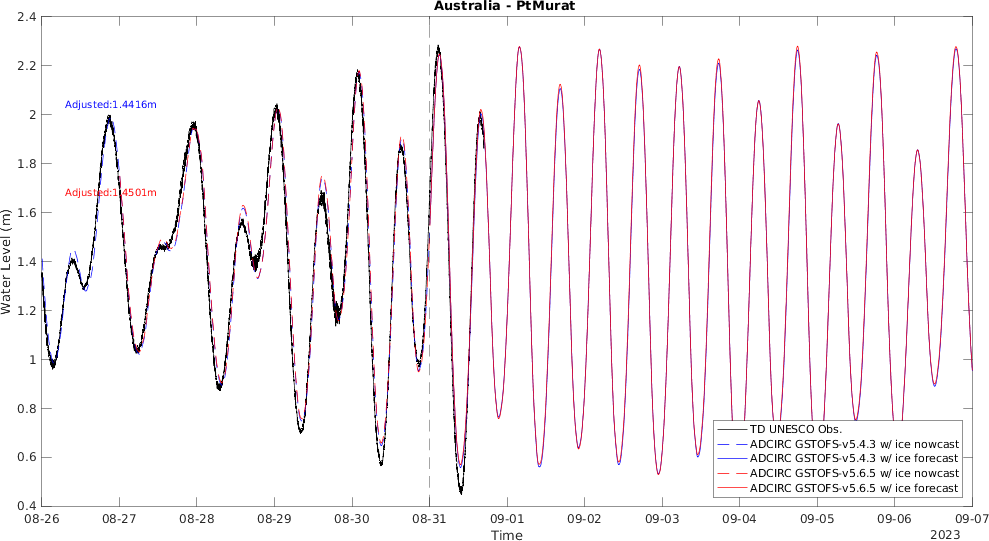 Australia - PtMurat
2.4
2.2
2
1.8
1.6
1.4
1.2
1
0.8
0.6
0.4
Water Level (m)
Adjusted:1.4416m
Adjusted:1.4501m
TD UNESCO Obs.
ADCIRC GSTOFS-v5.4.3 w/ ice nowcast
ADCIRC GSTOFS-v5.4.3 w/ ice forecast
ADCIRC GSTOFS-v5.6.5 w/ ice nowcast
ADCIRC GSTOFS-v5.6.5 w/ ice forecast
08-26 08-27 08-28 08-29 08-30 08-31 09-01 09-02 09-03 09-04 09-05 09-06 09-07
Time
2023